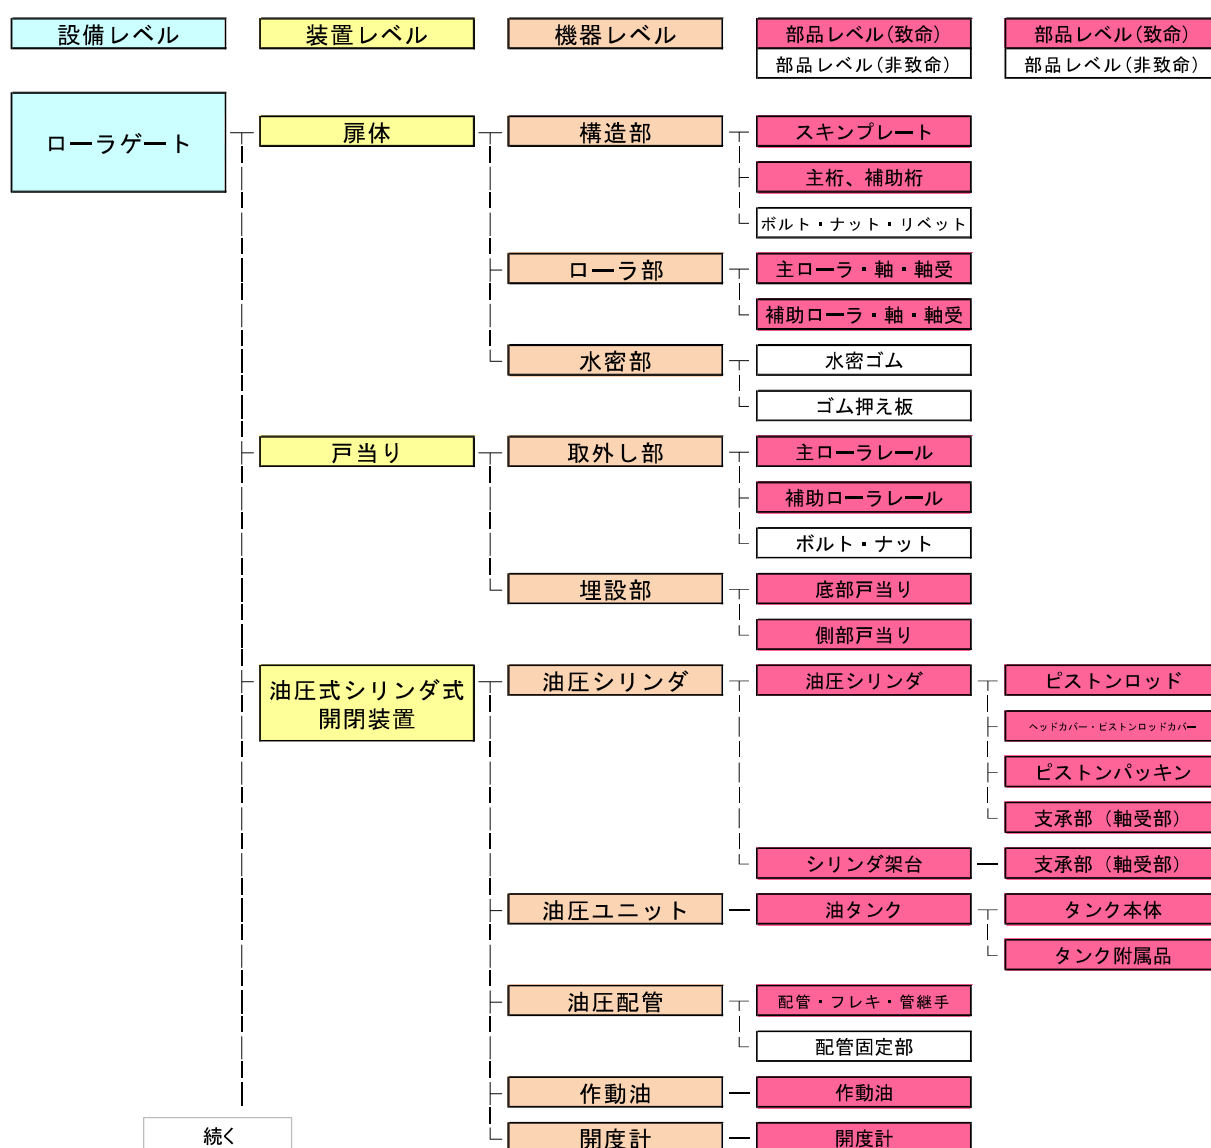 設備レベル
装置レベル
機器レベル
部品レベル(致命)
部品レベル(致命)
部品レベル(非致命)
部品レベル(非致命)
ローラゲート
扉体
構造部
スキンプレート
主桁、補助桁
ボルト・ナット・リベット
ローラ部
主ローラ・軸・軸受
補助ローラ・軸・軸受
水密部
水密ゴム
ゴム押え板
戸当り
取外し部
主ローラレール
補助ローラレール
ボルト・ナット
埋設部
底部戸当り
側部戸当り
油圧式シリンダ式
開閉装置
油圧シリンダ
油圧シリンダ
ピストンロッド
ヘッドカバー・ピストンロッドカバー
ピストンパッキン
支承部（軸受部）
シリンダ架台
支承部（軸受部）
油圧ユニット
油タンク
タンク本体
タンク附属品
油圧配管
配管・フレキ・管継手
配管固定部
作動油
作動油
開度計
開度計
続く